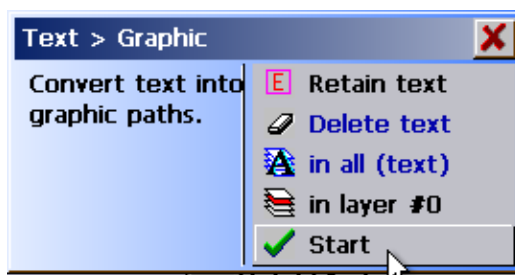 Text > Graphic
Convert text into
graphic paths.
E Retain text
Delete text
A in all (text)
in layer #0
Start